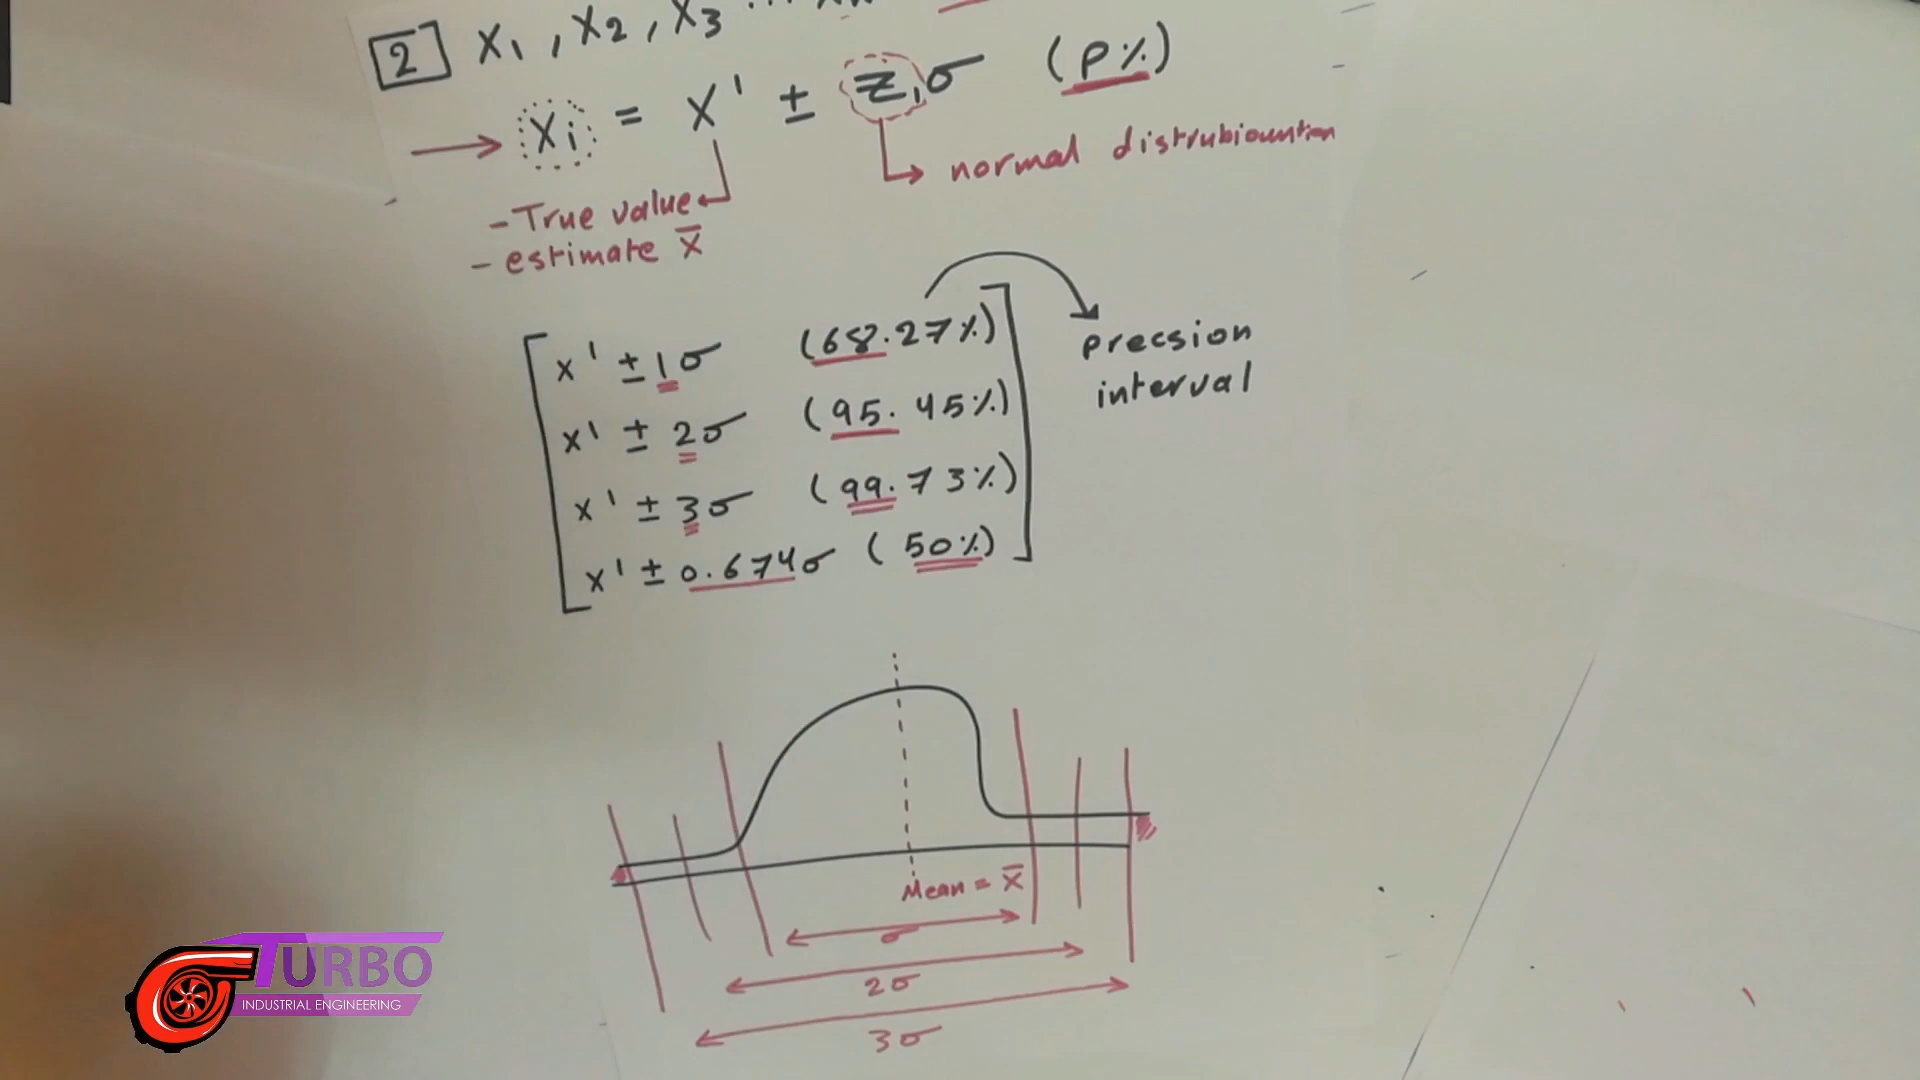 2 x₁, x₂, x₃ ...
xᵢ = x' ± z₁σ (P%)
normal distrubiountion
- True value
- estimate x̄
x' ± 1σ (68.27%)
x' ± 2σ (95.45%)
x' ± 3σ (99.73%)
x' ± 0.674σ (50%)
precsion
interval
Mean = x̄
σ
2σ
3σ
TURBO
INDUSTRIAL ENGINEERING